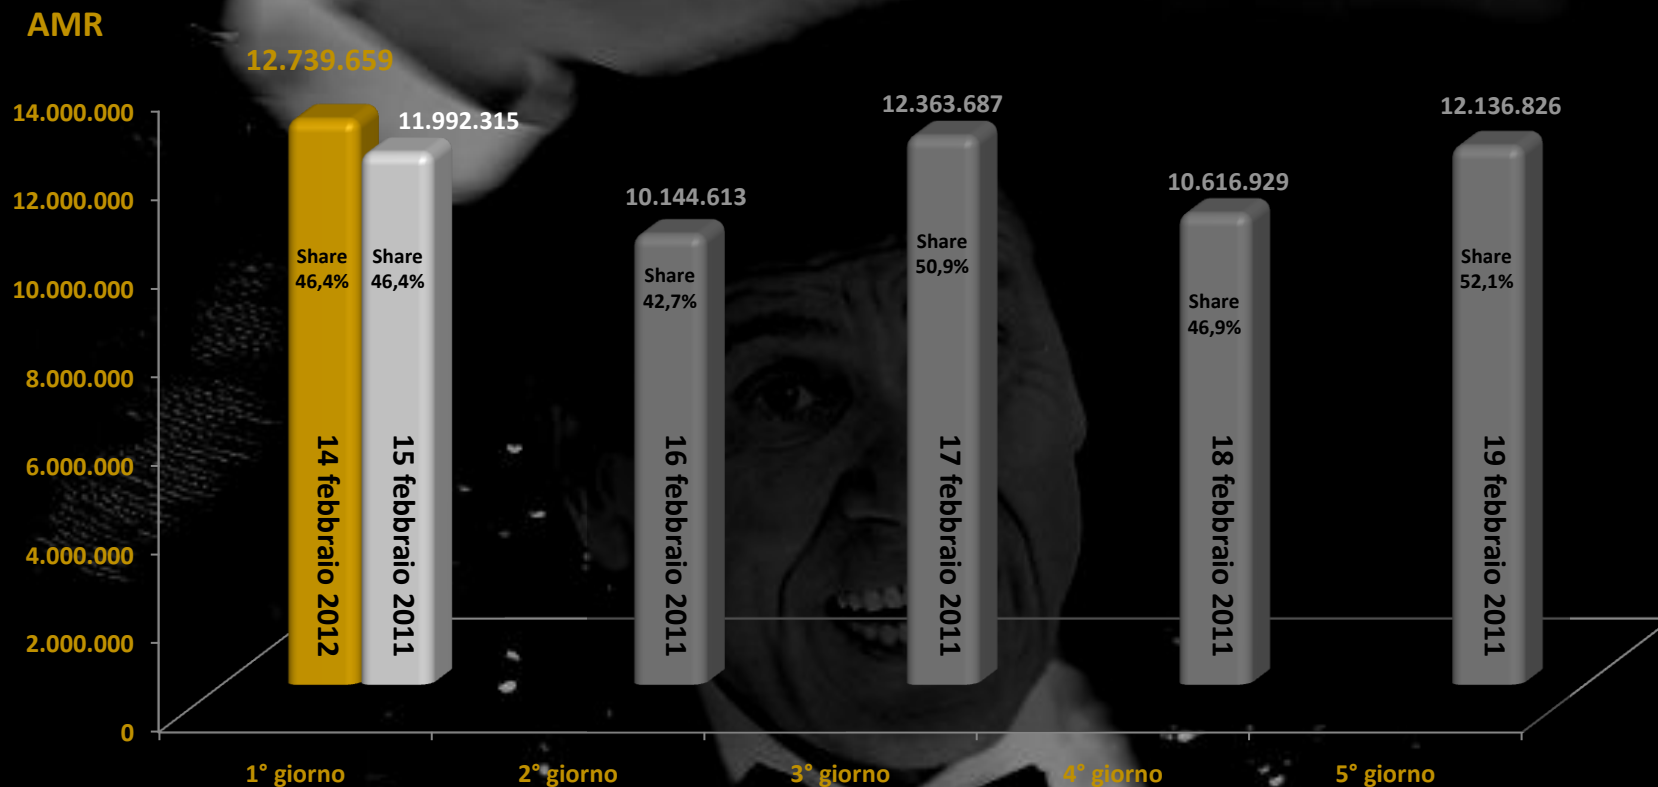 AMR
12.739.659
11.992.315
10.144.613
12.363.687
10.616.929
12.136.826
14.000.000
12.000.000
10.000.000
8.000.000
6.000.000
4.000.000
2.000.000
0
Share
46,4%
Share
46,4%
Share
42,7%
Share
50,9%
Share
46,9%
Share
52,1%
14 febbraio 2012
15 febbraio 2011
16 febbraio 2011
17 febbraio 2011
18 febbraio 2011
19 febbraio 2011
1° giorno
2° giorno
3° giorno
4° giorno
5° giorno